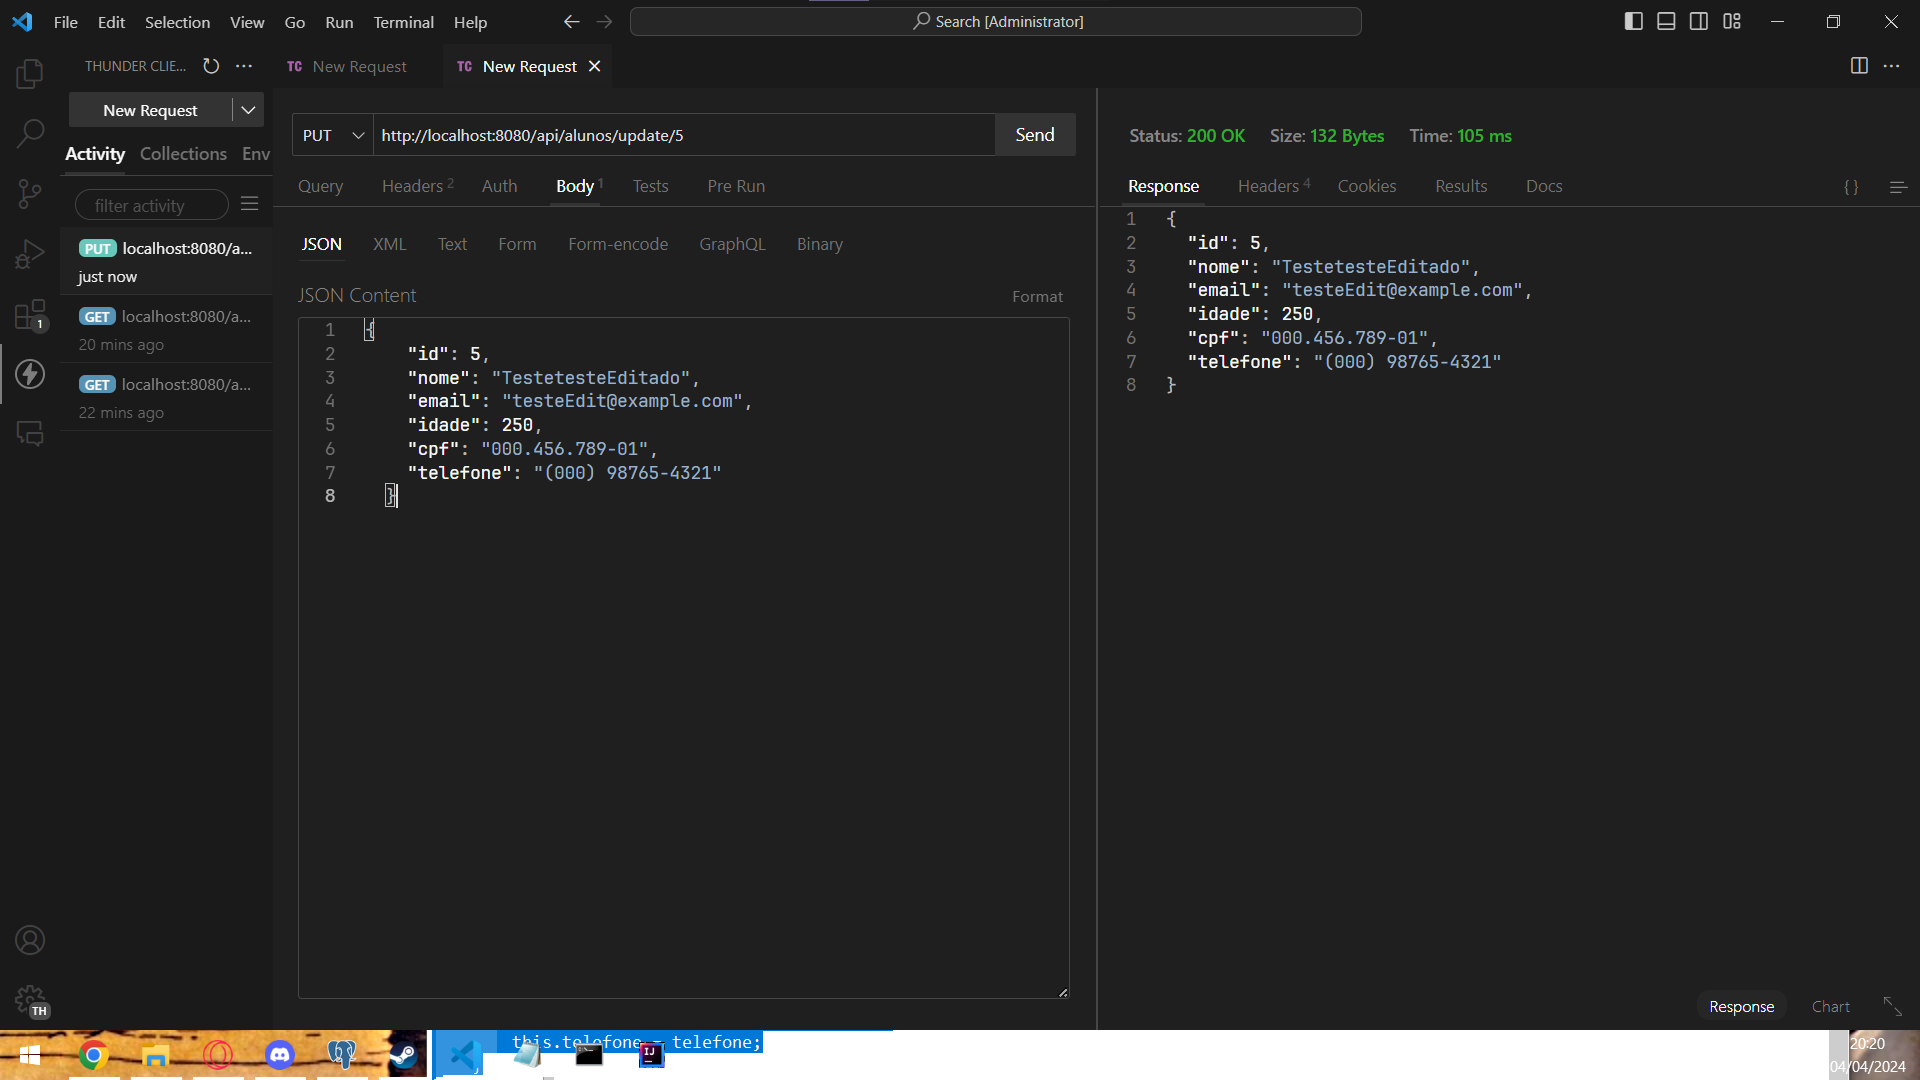 File Edit Selection View Go Run Terminal Help
Search [Administrator]
THUNDER CLIE...
New Request
New Request
New Request
Activity Collections Env
filter activity
PUT localhost:8080/a...
just now
GET localhost:8080/a...
20 mins ago
GET localhost:8080/a...
22 mins ago
1
TH
TC New Request
TC New Request
PUT http://localhost:8080/api/alunos/update/5 Send
Query Headers 2 Auth Body 1 Tests Pre Run
JSON XML Text Form Form-encode GraphQL Binary
JSON Content Format
1 {
2 "id": 5,
3 "nome": "TestetesteEditado",
4 "email": "testeEdit@example.com",
5 "idade": 250,
6 "cpf": "000.456.789-01",
7 "telefone": "(000) 98765-4321"
8 }
Status: 200 OK Size: 132 Bytes Time: 105 ms
Response Headers 4 Cookies Results Docs { }
1 {
2 "id": 5,
3 "nome": "TestetesteEditado",
4 "email": "testeEdit@example.com",
5 "idade": 250,
6 "cpf": "000.456.789-01",
7 "telefone": "(000) 98765-4321"
8 }
Response Chart
this.telefone = telefone;
IJ
20:20
04/04/2024